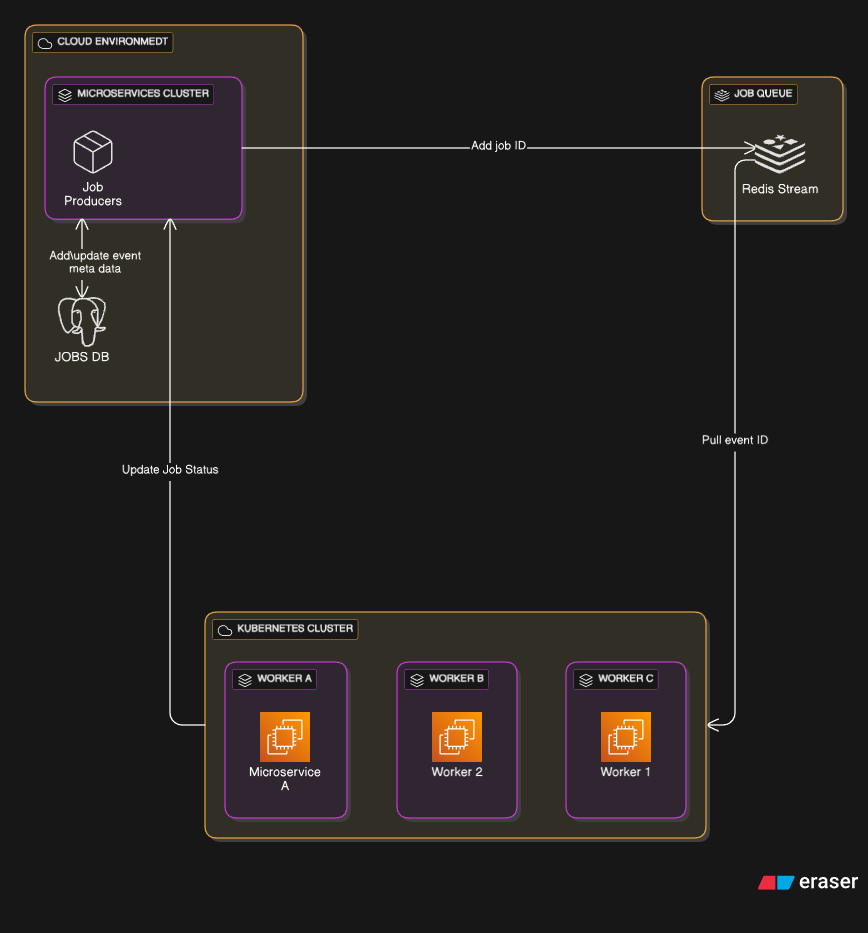 CLOUD ENVIRONMEDT
MICROSERVICES CLUSTER
Job
Producers
Add\update event
meta data
JOBS DB
Add job ID
JOB QUEUE
Redis Stream
Update Job Status
Pull event ID
KUBERNETES CLUSTER
WORKER A
Microservice
A
WORKER B
Worker 2
WORKER C
Worker 1
eraser